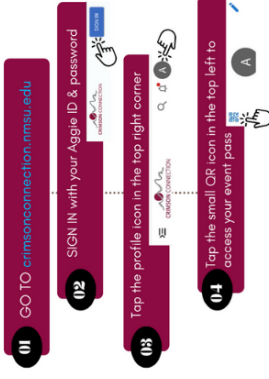 01
GO TO crimsonconnection.nmsu.edu
02
SIGN IN with your Aggie ID & password
SIGN IN
CRIMSON CONNECTION
03
Tap the profile icon in the top right corner
CRIMSON CONNECTION
A
04
Tap the small QR icon in the top left to
access your event pass
A